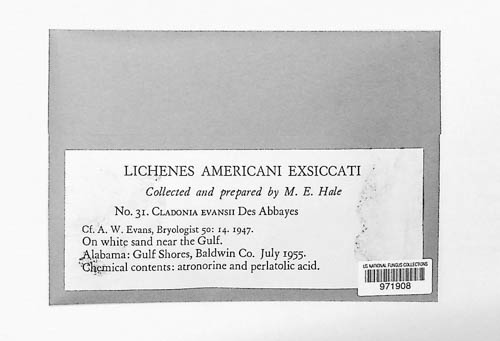 LICHENES AMERICANI EXSICCATI
Collected and prepared by M. E. Hale
No. 31. CLADONIA EVANSII Des Abbayes
Cf. A. W. Evans, Bryologist 50: 14. 1947.
On white sand near the Gulf.
Alabama: Gulf Shores, Baldwin Co. July 1955.
Chemical contents: atronorine and perlatolic acid.
US NATIONAL FUNGUS COLLECTIONS
971908